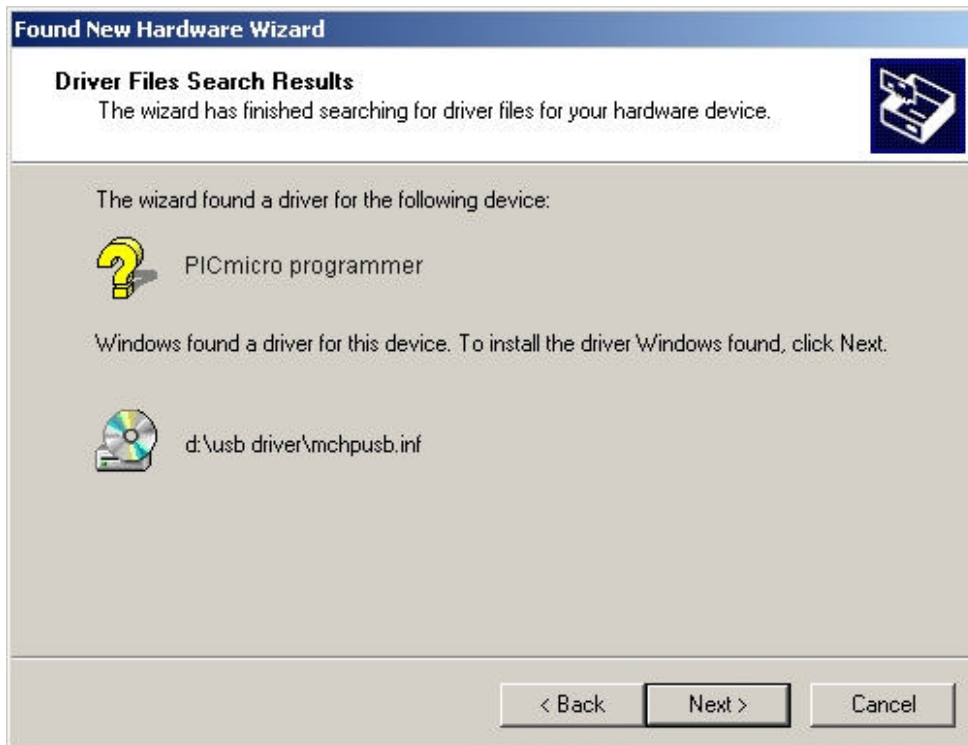 Found New Hardware Wizard
Driver Files Search Results
The wizard has finished searching for driver files for your hardware device.
The wizard found a driver for the following device:
PICmicro programmer
Windows found a driver for this device. To install the driver Windows found, click Next.
d:\usb driver\mchpusb.inf
< Back
Next >
Cancel